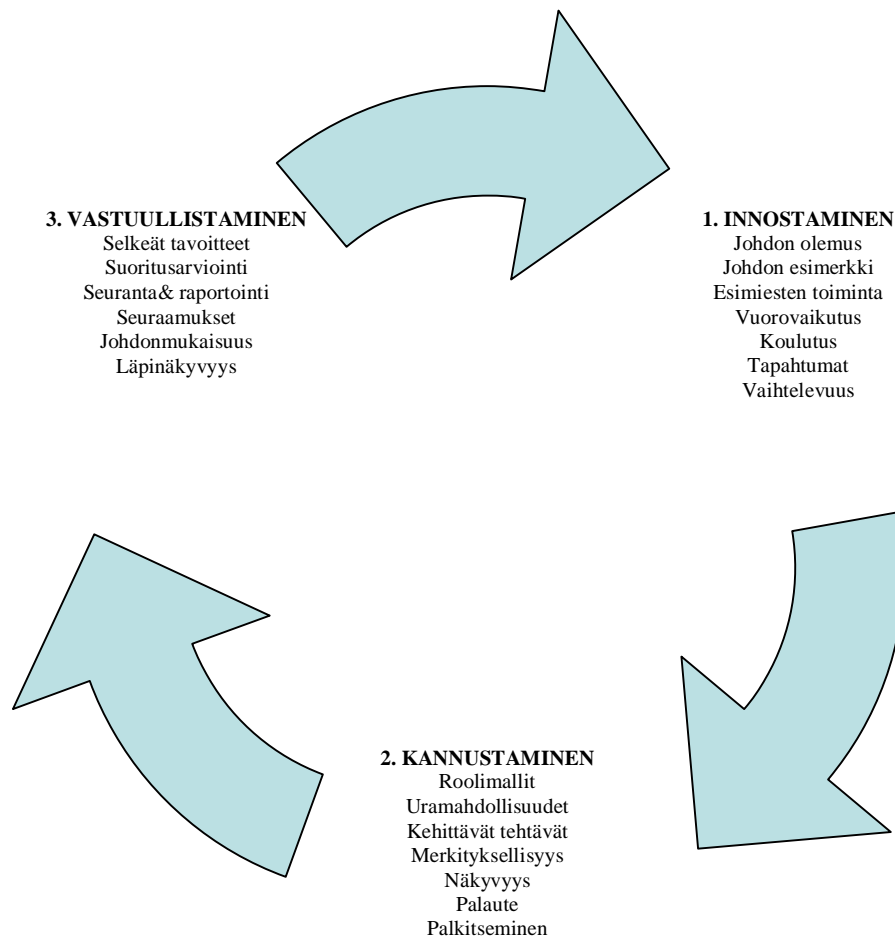 3. VASTUULLISTAMINEN
Selkeät tavoitteet
Suoritusarviointi
Seuranta& raportointi
Seuraamukset
Johdonmukaisuus
Läpinäkyvyys
1. INNOSTAMINEN
Johdon olemus
Johdon esimerkki
Esimiesten toiminta
Vuorovaikutus
Koulutus
Tapahtumat
Vaihtelevuus
2. KANNUSTAMINEN
Roolimallit
Uramahdollisuudet
Kehittävät tehtävät
Merkityksellisyys
Näkyvyys
Palaute
Palkitseminen